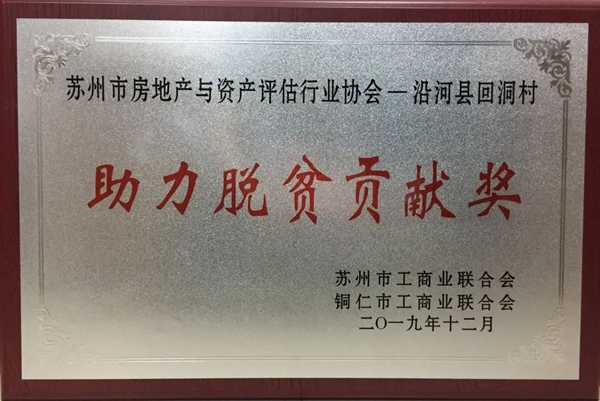 苏州市房地产与资产评估行业协会—沿河县回洞村
助力脱贫贡献奖
苏州市工商业联合会
铜仁市工商业联合会
二〇一九年十二月